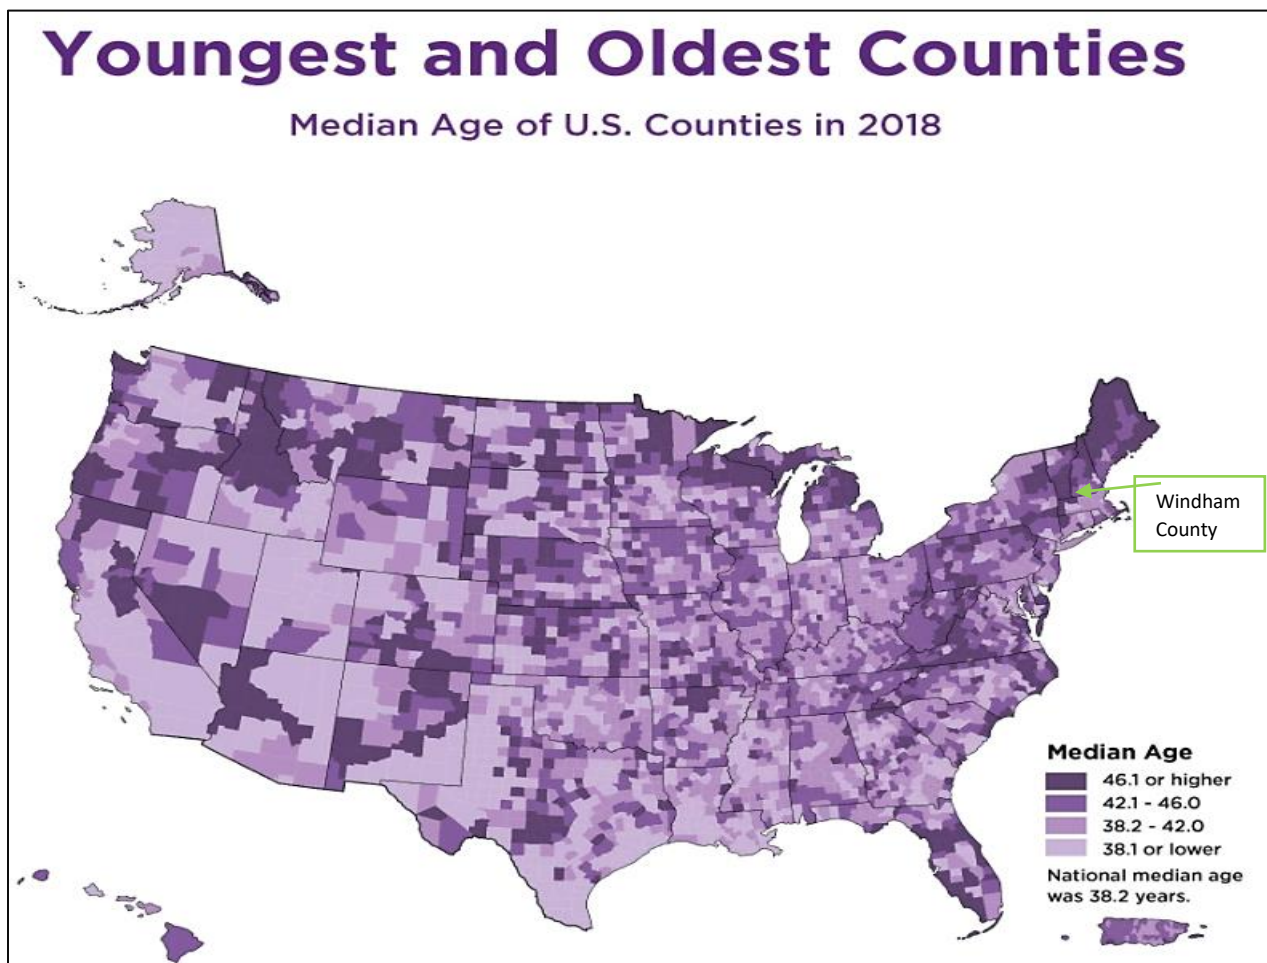 Youngest and Oldest Counties
Median Age of U.S. Counties in 2018
Windham
County
Median Age
46.1 or higher
42.1 - 46.0
38.2 - 42.0
38.1 or lower
National median age
was 38.2 years.